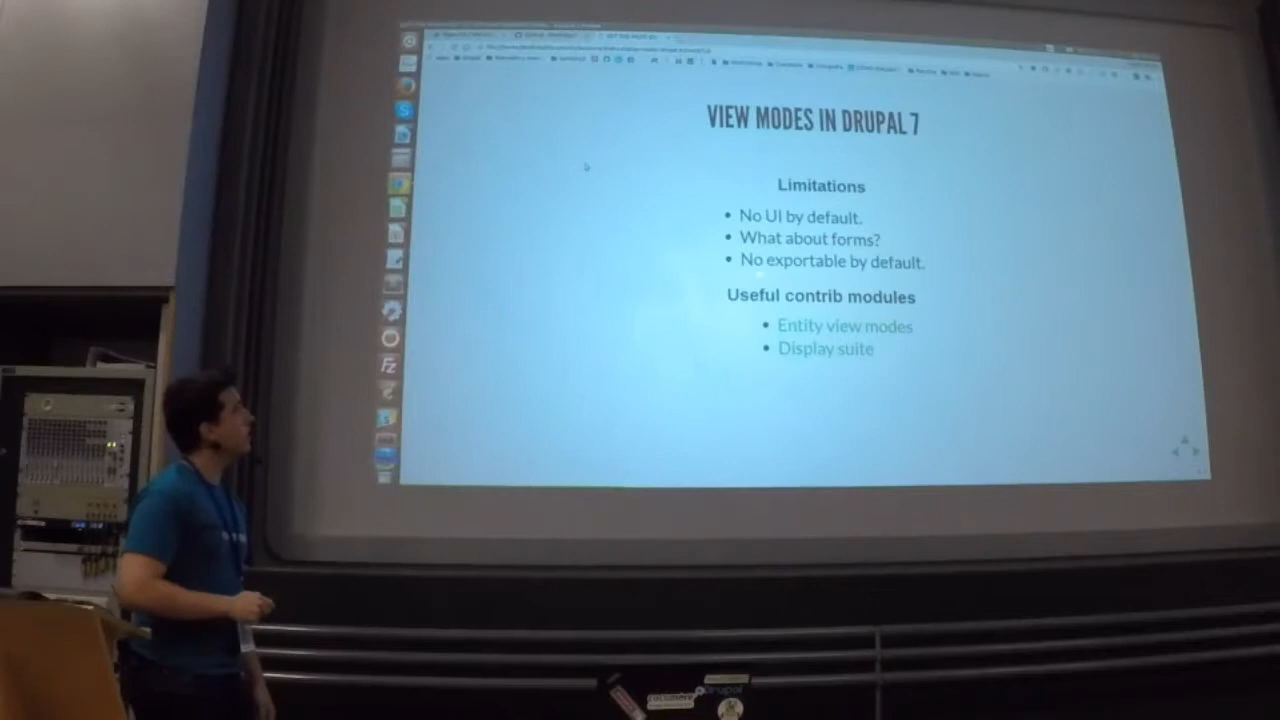 VIEW MODES IN DRUPAL 7
Limitations
• No UI by default.
• What about forms?
• No exportable by default.
Useful contrib modules
• Entity view modes
• Display suite
Drupal